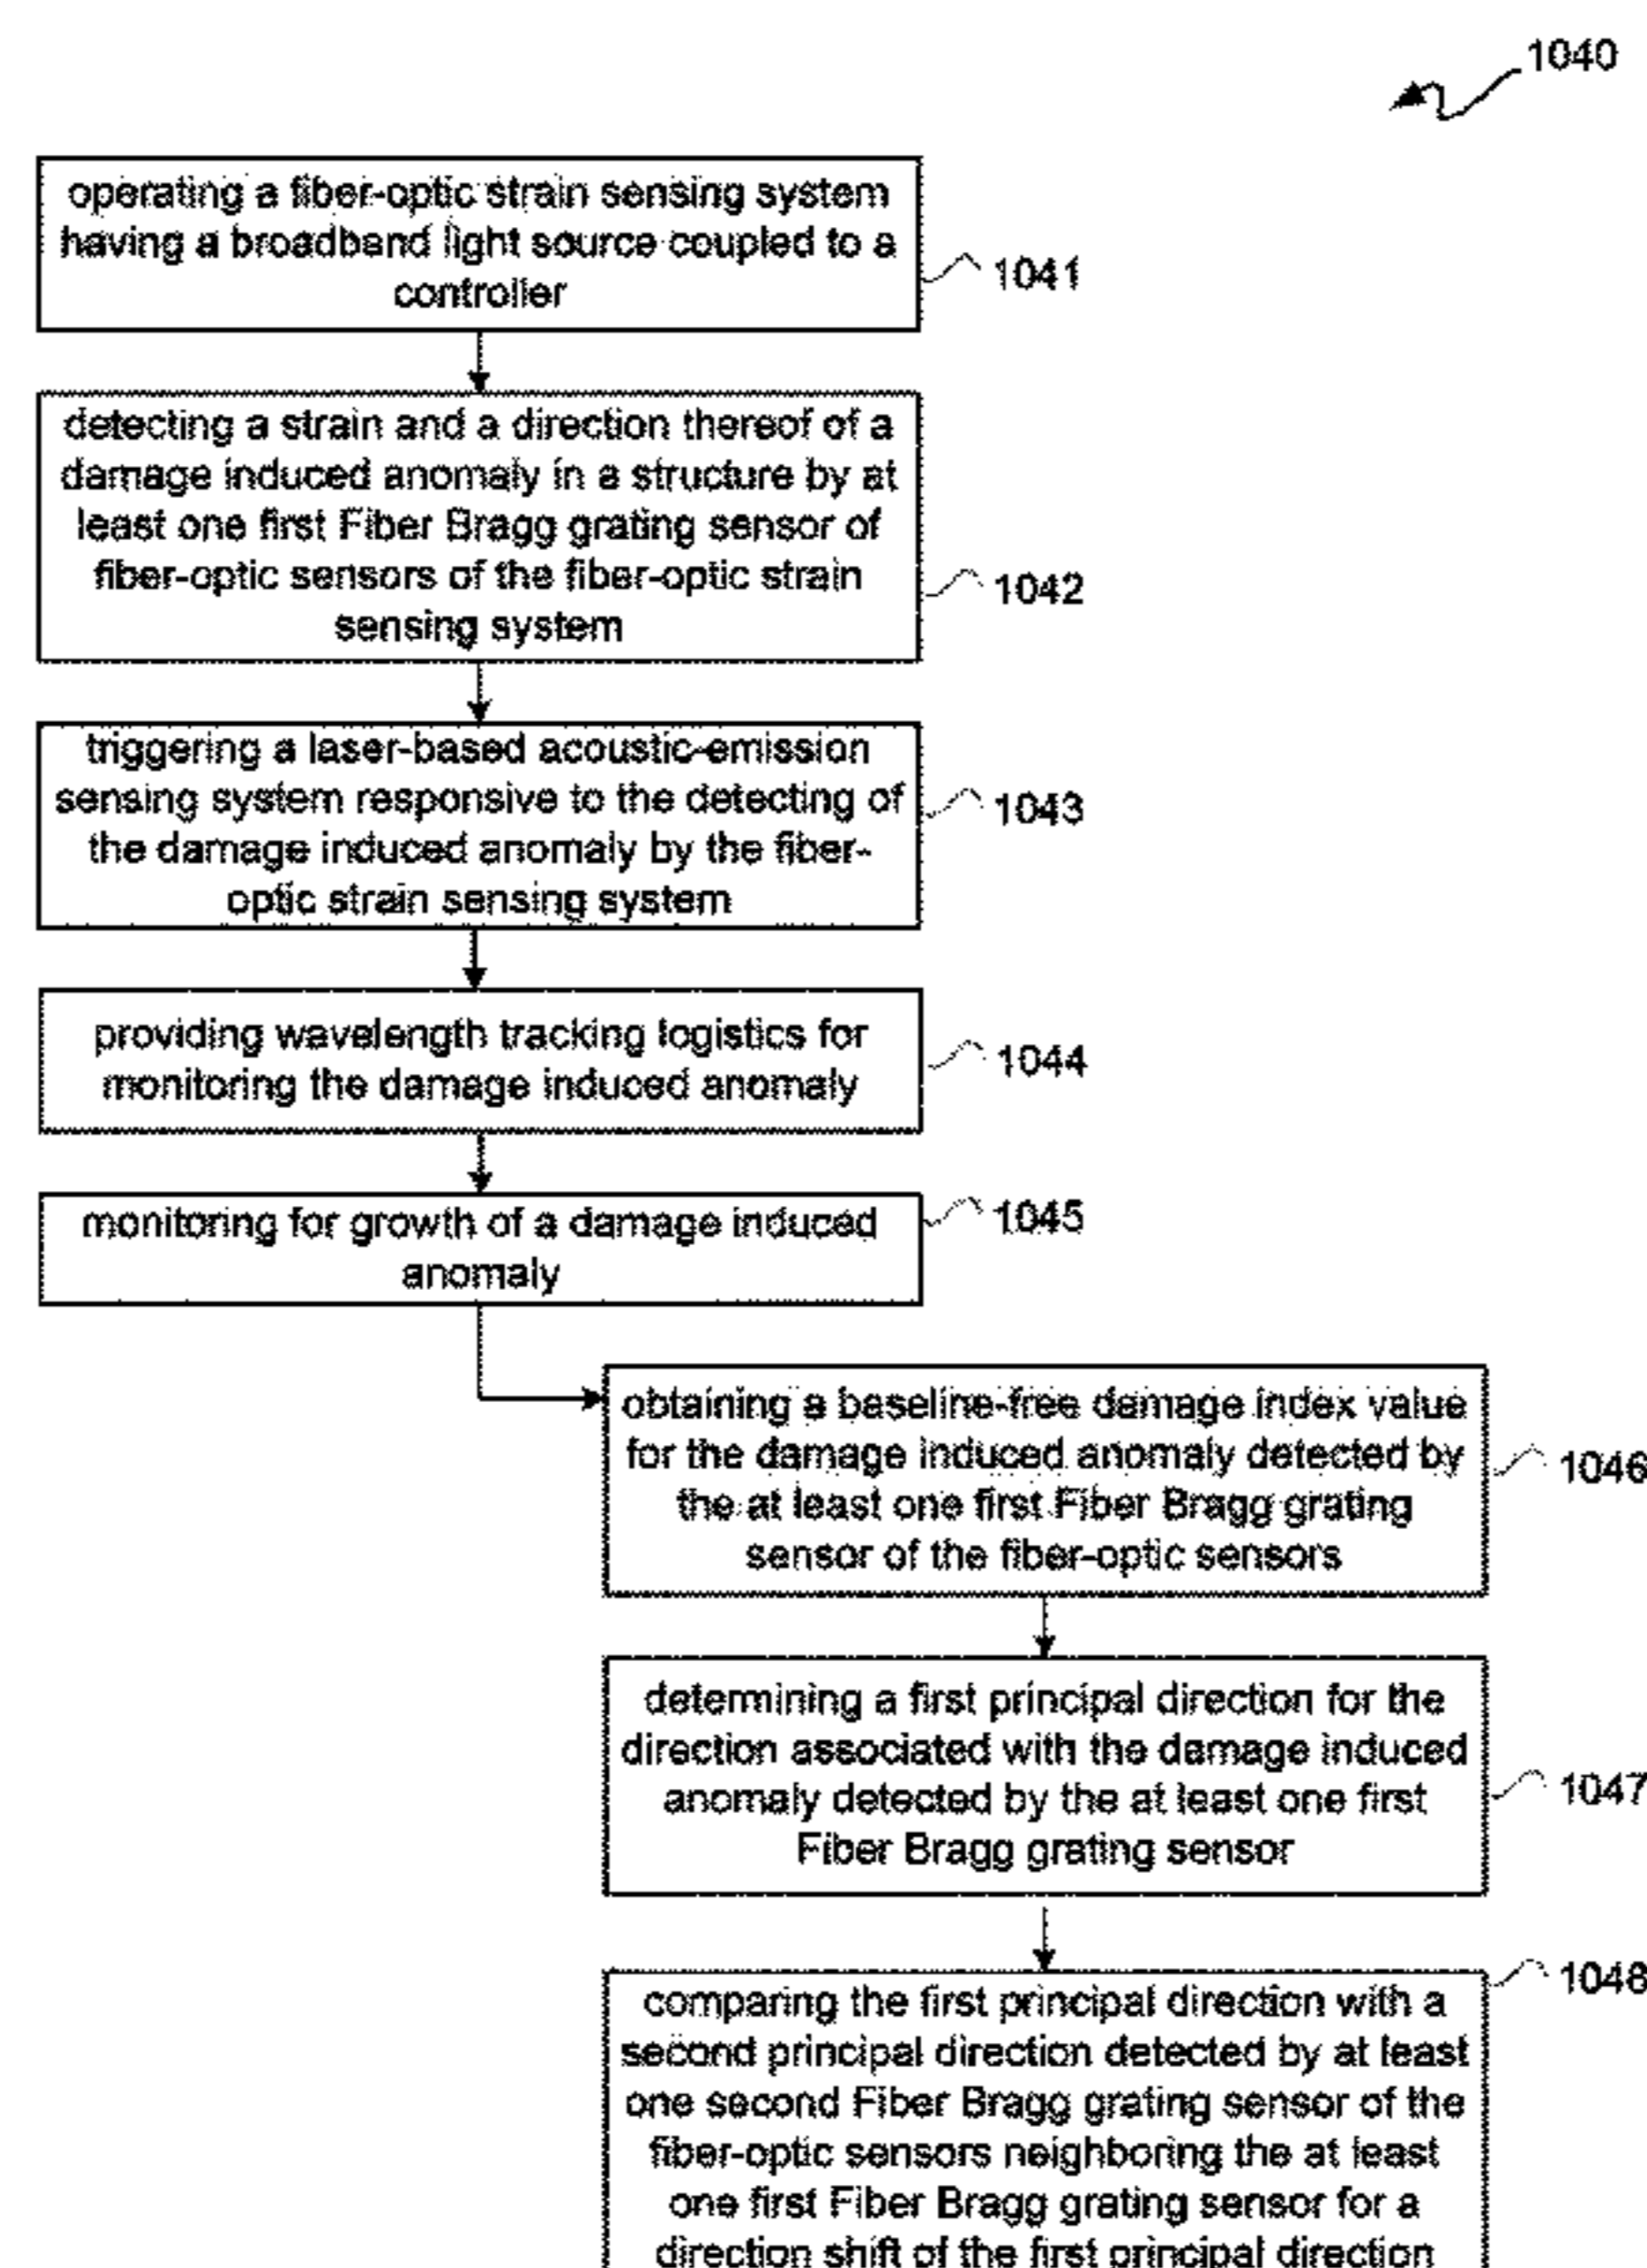 1040
operating a fiber-optic strain sensing system
having a broadband light source coupled to a
controller
1041
detecting a strain and a direction thereof of a
damage induced anomaly in a structure by at
least one first Fiber Bragg grating sensor of
fiber-optic sensors of the fiber-optic strain
sensing system
1042
triggering a laser-based acoustic-emission
sensing system responsive to the detecting of
the damage induced anomaly by the fiber-
optic strain sensing system
1043
providing wavelength tracking logistics for
monitoring the damage induced anomaly
1044
monitoring for growth of a damage induced
anomaly
1045
obtaining a baseline-free damage index value
for the damage induced anomaly detected by
the at least one first Fiber Bragg grating
sensor of the fiber-optic sensors
1046
determining a first principal direction for the
direction associated with the damage induced
anomaly detected by the at least one first
Fiber Bragg grating sensor
1047
comparing the first principal direction with a
second principal direction detected by at least
one second Fiber Bragg grating sensor of the
fiber-optic sensors neighboring the at least
one first Fiber Bragg grating sensor for a
direction shift of the first principal direction
1048